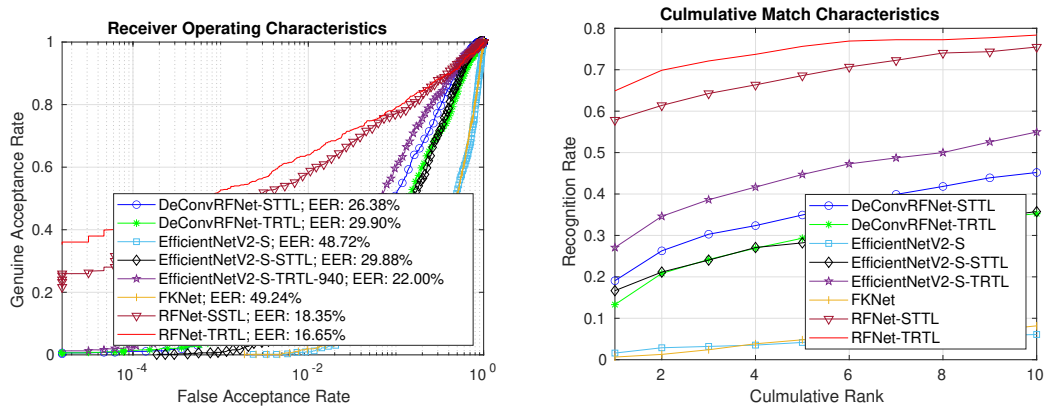 Receiver Operating Characteristics
Genuine Acceptance Rate
1
0.8
0.6
0.4
0.2
0
DeConvRFNet-STTL; EER: 26.38%
DeConvRFNet-TRTL; EER: 29.90%
EfficientNetV2-S; EER: 48.72%
EfficientNetV2-S-STTL; EER: 29.88%
EfficientNetV2-S-TRTL-940; EER: 22.00%
FKNet; EER: 49.24%
RFNet-SSTL; EER: 18.35%
RFNet-TRTL; EER: 16.65%
10⁻⁴ 10⁻² 10⁰
False Acceptance Rate
Culmulative Match Characteristics
Recognition Rate
0.8
0.7
0.6
0.5
0.4
0.3
0.2
0.1
0
DeConvRFNet-STTL
DeConvRFNet-TRTL
EfficientNetV2-S
EfficientNetV2-S-STTL
EfficientNetV2-S-TRTL
FKNet
RFNet-STTL
RFNet-TRTL
2 4 6 8 10
Culmulative Rank